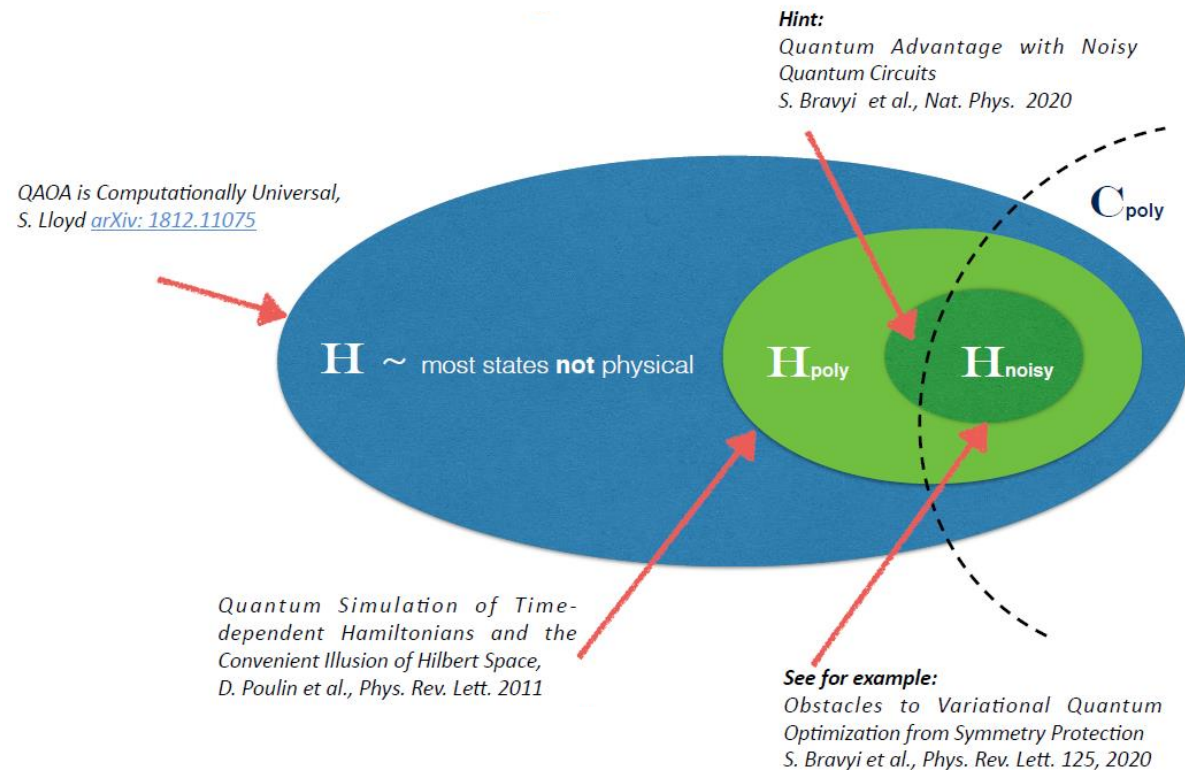 Hint:
Quantum Advantage with Noisy
Quantum Circuits
S. Bravyi et al., Nat. Phys. 2020
QAOA is Computationally Universal,
S. Lloyd arXiv: 1812.11075
Cpoly
H ~ most states not physical
Hpoly
Hnoisy
Quantum Simulation of Time-
dependent Hamiltonians and the
Convenient Illusion of Hilbert Space,
D. Poulin et al., Phys. Rev. Lett. 2011
See for example:
Obstacles to Variational Quantum
Optimization from Symmetry Protection
S. Bravyi et al., Phys. Rev. Lett. 125, 2020